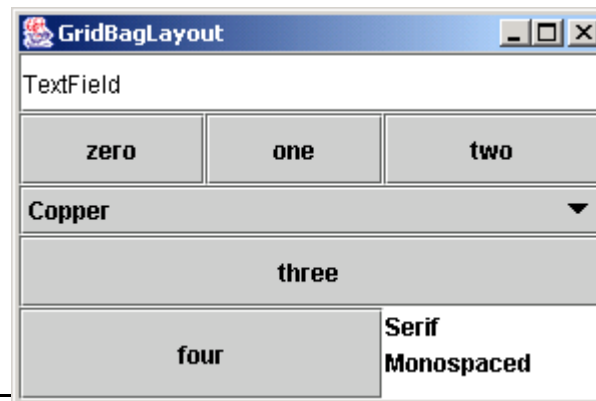 GridBagLayout
TextField
zero one two
Copper
three
four
Serif
Monospaced